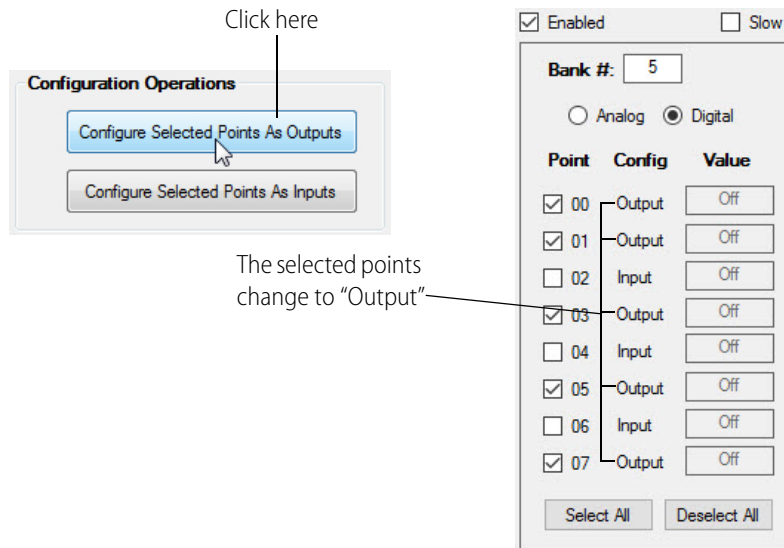 Click here
Configuration Operations
Configure Selected Points As Outputs
Configure Selected Points As Inputs
The selected points
change to “Output”
Enabled Slow
Bank #: 5
Analog Digital
Point Config Value
00 Output Off
01 Output Off
02 Input Off
03 Output Off
04 Input Off
05 Output Off
06 Input Off
07 Output Off
Select All Deselect All